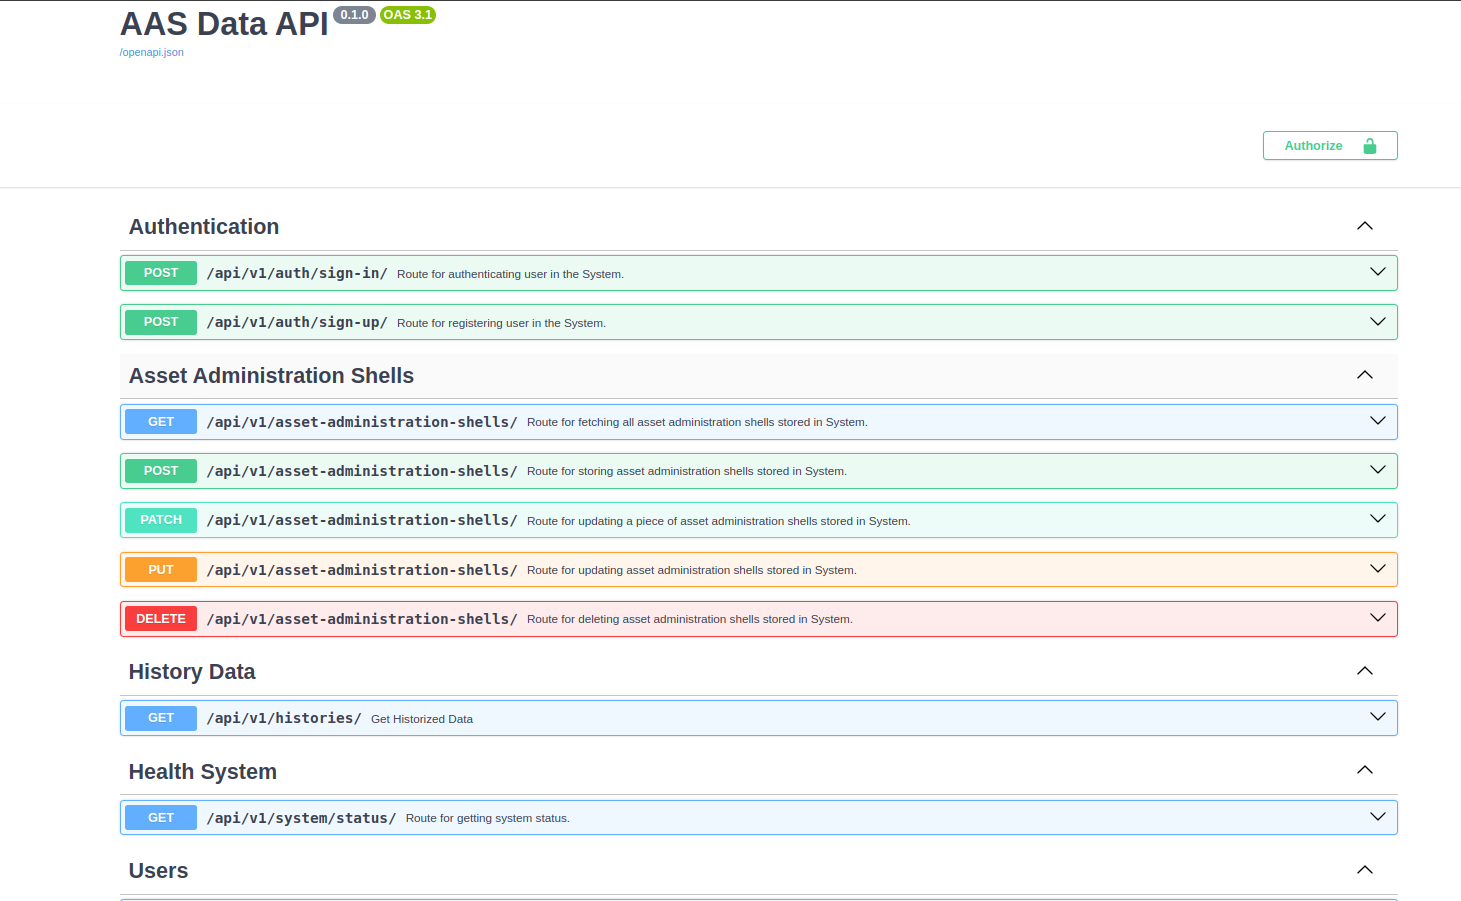 AAS Data API 0.1.0 OAS 3.1
/openapi.json
Authorize
Authentication
POST /api/v1/auth/sign-in/ Route for authenticating user in the System.
POST /api/v1/auth/sign-up/ Route for registering user in the System.
Asset Administration Shells
GET /api/v1/asset-administration-shells/ Route for fetching all asset administration shells stored in System.
POST /api/v1/asset-administration-shells/ Route for storing asset administration shells stored in System.
PATCH /api/v1/asset-administration-shells/ Route for updating a piece of asset administration shells stored in System.
PUT /api/v1/asset-administration-shells/ Route for updating asset administration shells stored in System.
DELETE /api/v1/asset-administration-shells/ Route for deleting asset administration shells stored in System.
History Data
GET /api/v1/histories/ Get Historized Data
Health System
GET /api/v1/system/status/ Route for getting system status.
Users